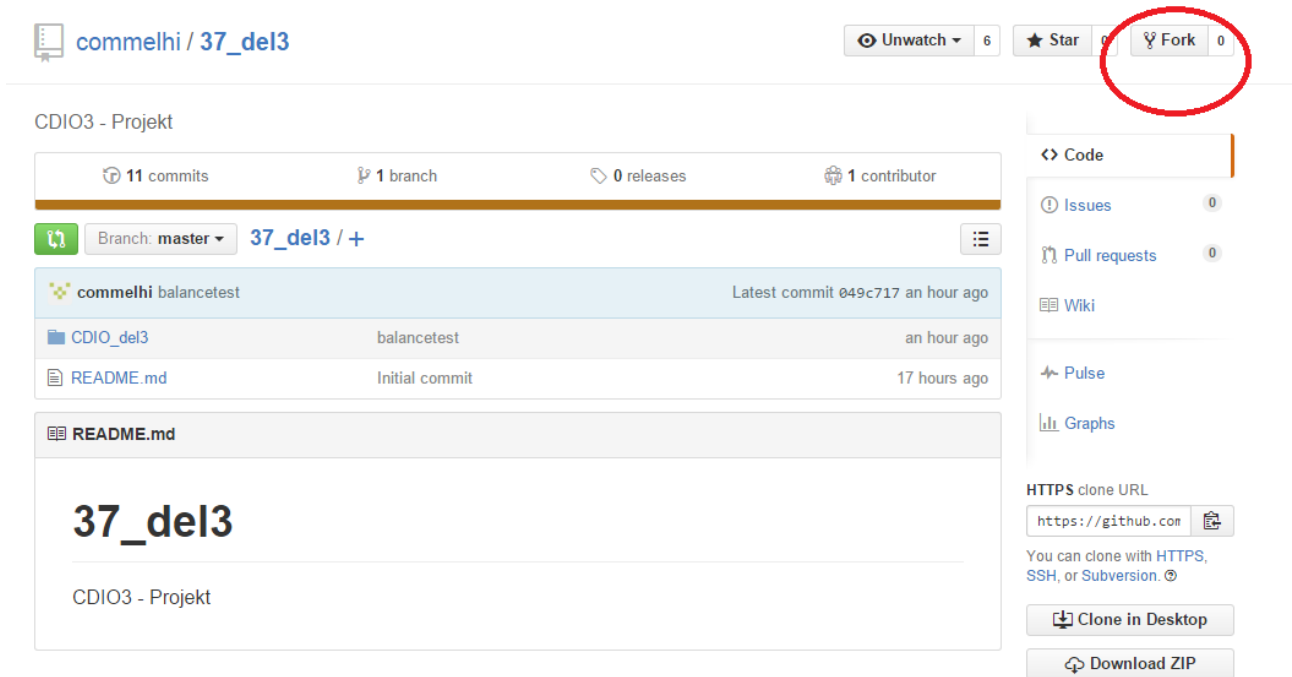 commelhi / 37_del3
Unwatch 6 Star 0 Fork 0
CDIO3 - Projekt
11 commits 1 branch 0 releases 1 contributor
Branch: master 37_del3 / +
commelhi balancetest Latest commit 049c717 an hour ago
CDIO_del3 balancetest an hour ago
README.md Initial commit 17 hours ago
README.md
37_del3
CDIO3 - Projekt
Code
Issues 0
Pull requests 0
Wiki
Pulse
Graphs
HTTPS clone URL
https://github.com
You can clone with HTTPS,
SSH, or Subversion.
Clone in Desktop
Download ZIP